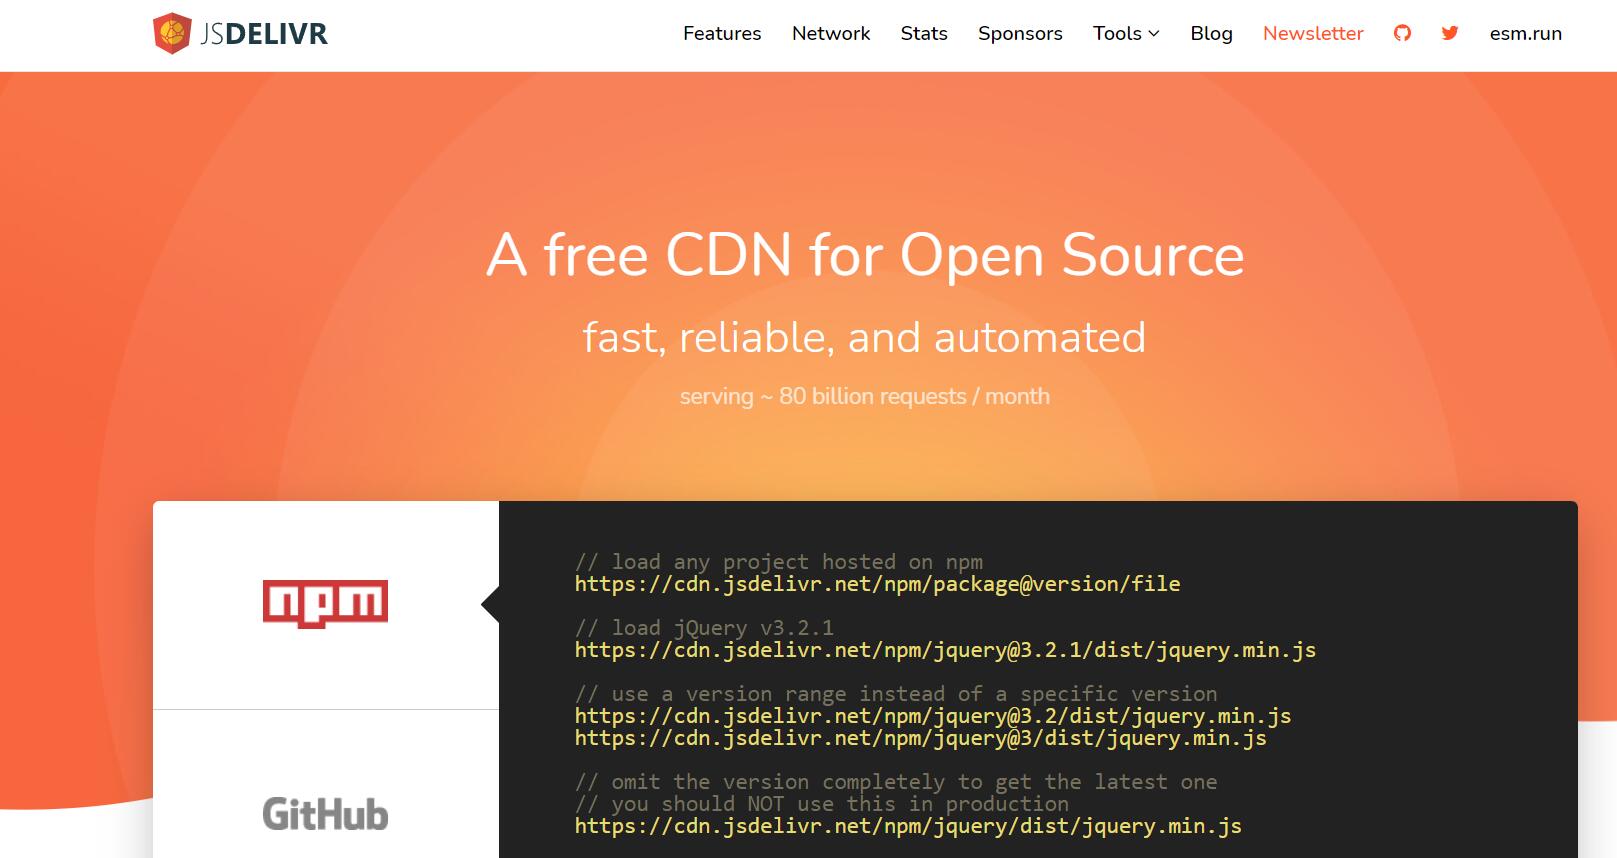 JSDELIVR
Features Network Stats Sponsors Tools Blog Newsletter esm.run
A free CDN for Open Source
fast, reliable, and automated
serving ~ 80 billion requests / month
npm
// load any project hosted on npm
https://cdn.jsdelivr.net/npm/package@version/file
// load jQuery v3.2.1
https://cdn.jsdelivr.net/npm/jquery@3.2.1/dist/jquery.min.js
// use a version range instead of a specific version
https://cdn.jsdelivr.net/npm/jquery@3.2/dist/jquery.min.js
https://cdn.jsdelivr.net/npm/jquery@3/dist/jquery.min.js
GitHub
// omit the version completely to get the latest one
// you should NOT use this in production
https://cdn.jsdelivr.net/npm/jquery/dist/jquery.min.js